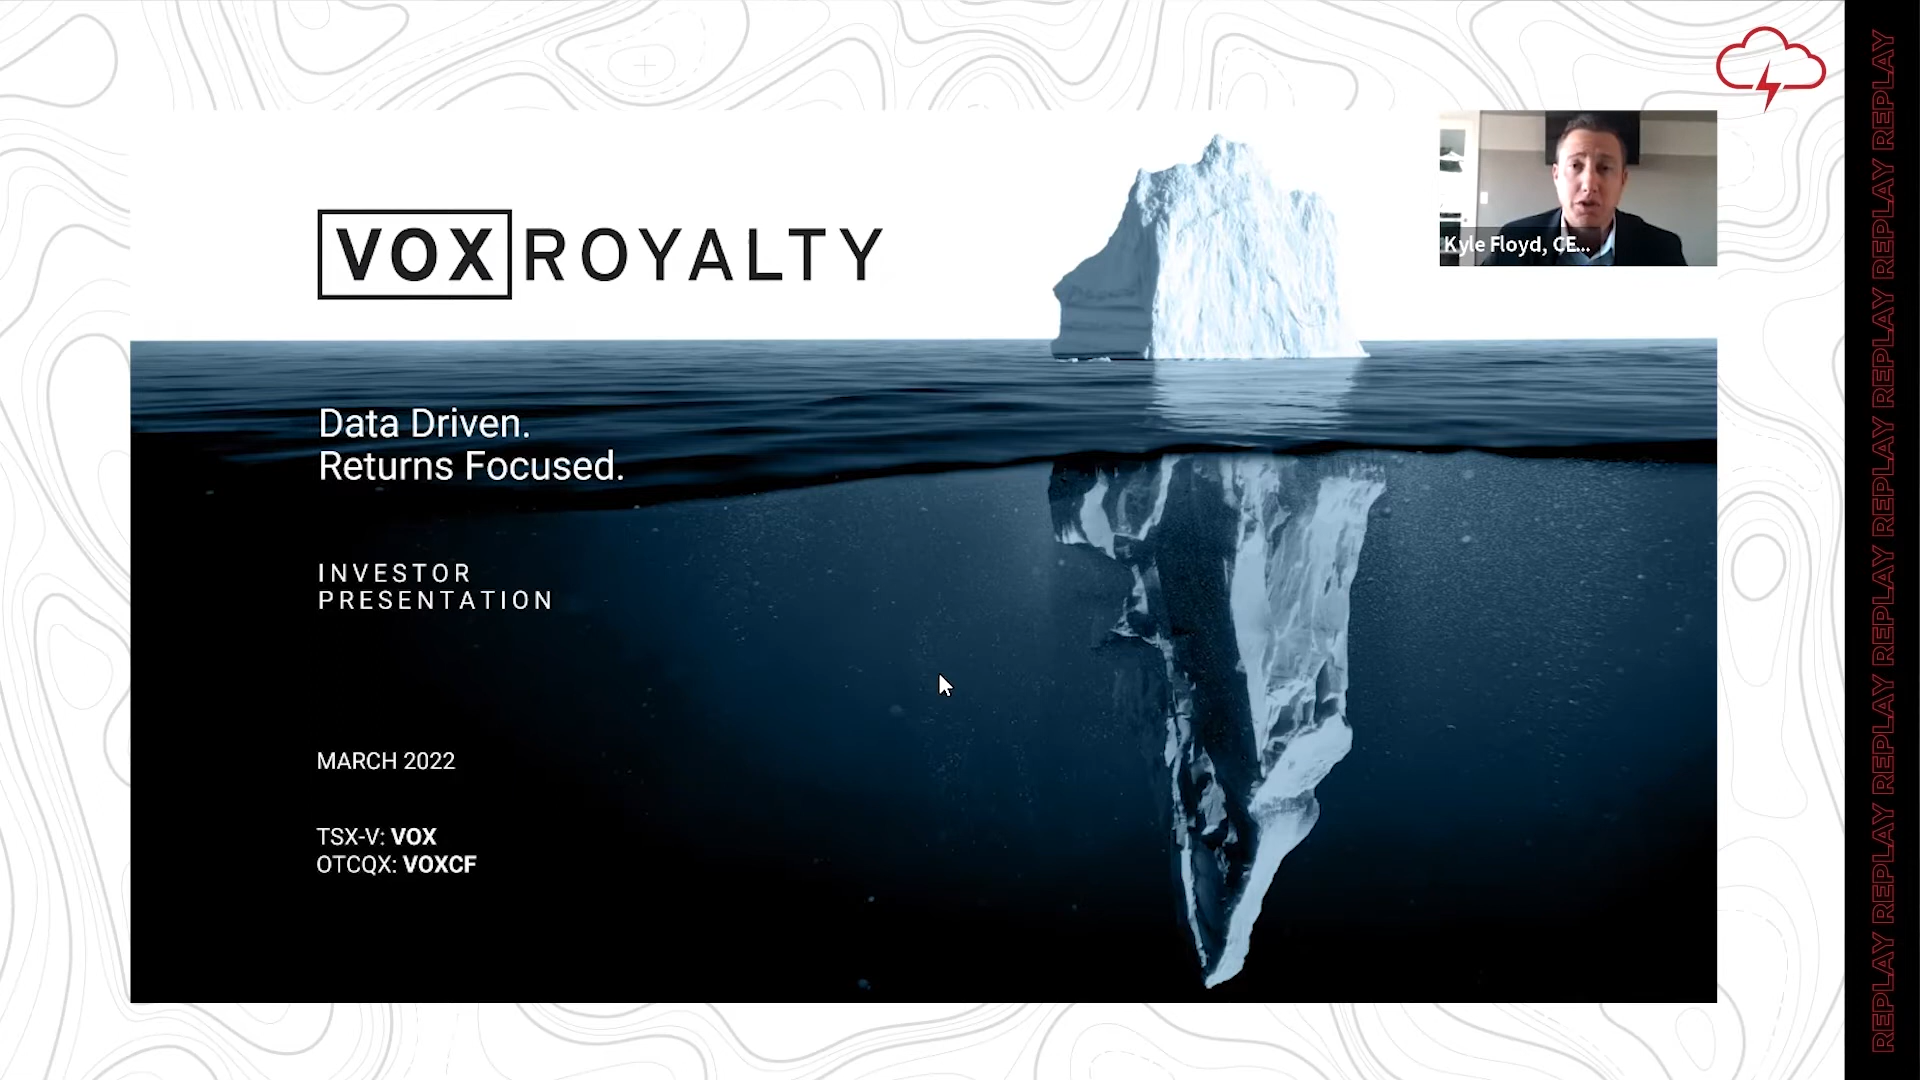 VOX ROYALTY
Kyle Floyd, CE...
Data Driven.
Returns Focused.
INVESTOR
PRESENTATION
MARCH 2022
TSX-V: VOX
OTCQX: VOXCF
REPLAY REPLAY REPLAY REPLAY REPLAY REPLAY REPLAY REPLAY